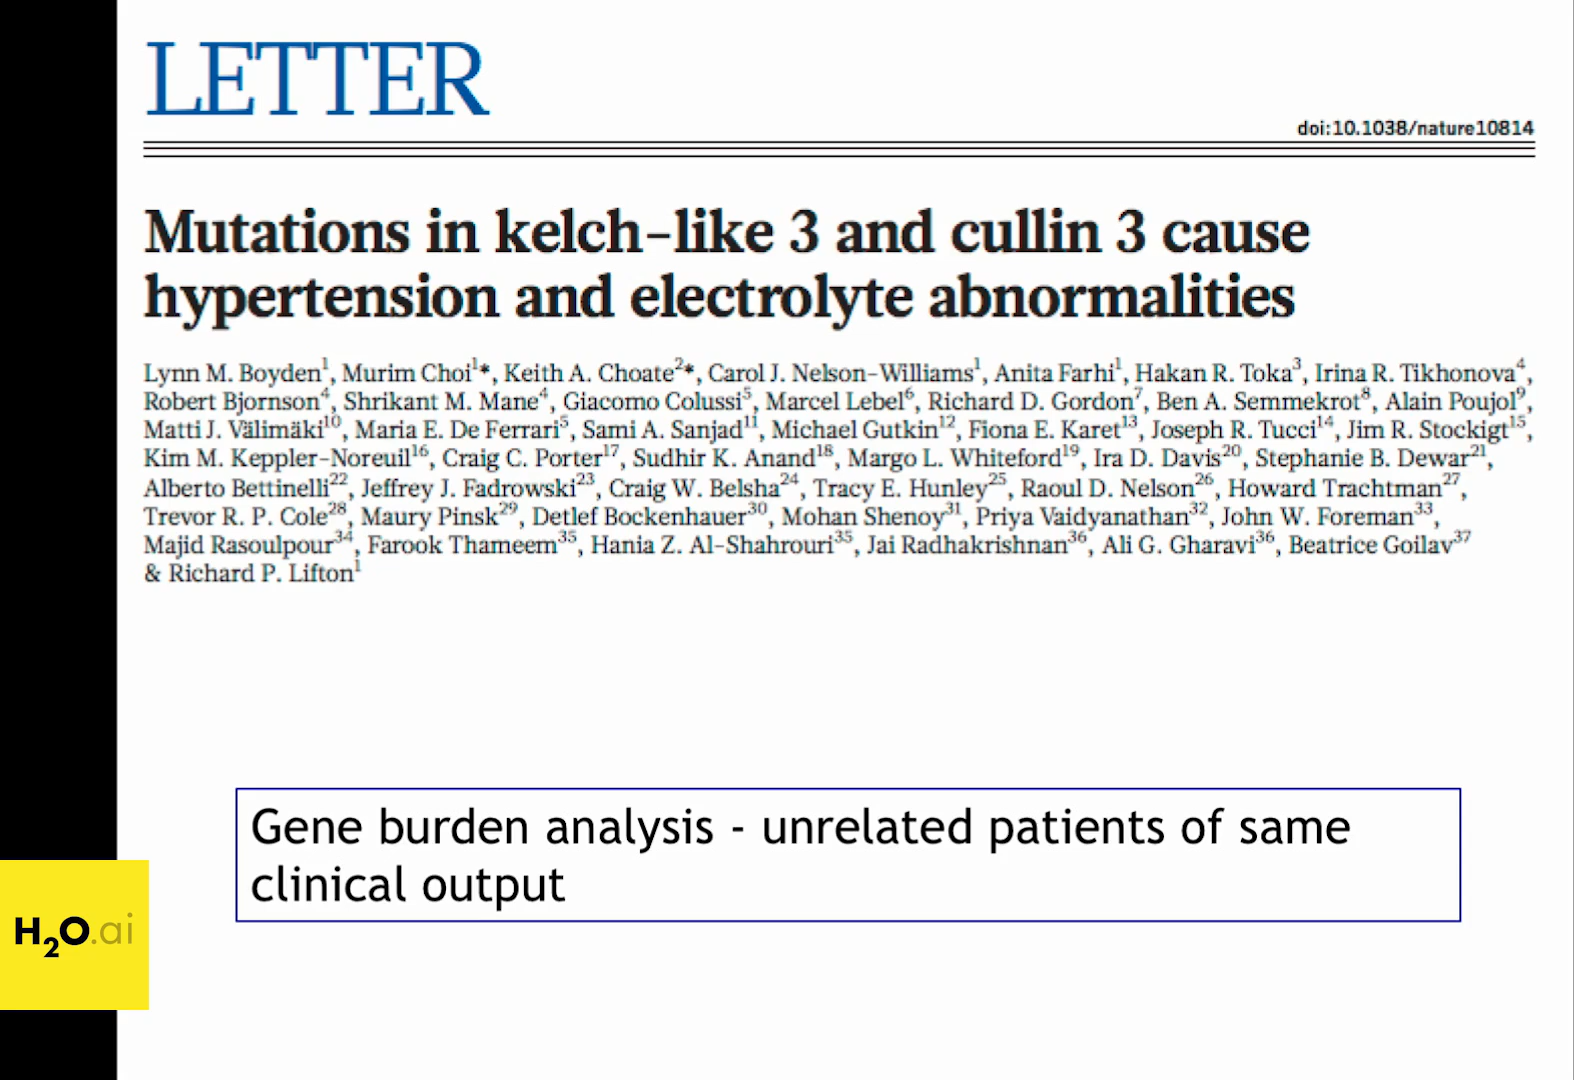 LETTER
doi:10.1038/nature10814
Mutations in kelch-like 3 and cullin 3 cause
hypertension and electrolyte abnormalities
Lynn M. Boyden1, Murim Choi1*, Keith A. Choate2*, Carol J. Nelson-Williams1, Anita Farhi1, Hakan R. Toka3, Irina R. Tikhonova4,
Robert Bjornson4, Shrikant M. Mane4, Giacomo Colussi5, Marcel Lebel6, Richard D. Gordon7, Ben A. Semmekrot8, Alain Poujol9,
Matti J. Välimäki10, Maria E. De Ferrari5, Sami A. Sanjad11, Michael Gutkin12, Fiona E. Karet13, Joseph R. Tucci14, Jim R. Stockigt15,
Kim M. Keppler-Noreuil16, Craig C. Porter17, Sudhir K. Anand18, Margo L. Whiteford19, Ira D. Davis20, Stephanie B. Dewar21,
Alberto Bettinelli22, Jeffrey J. Fadrowski23, Craig W. Belsha24, Tracy E. Hunley25, Raoul D. Nelson26, Howard Trachtman27,
Trevor R. P. Cole28, Maury Pinsk29, Detlef Bockenhauer30, Mohan Shenoy31, Priya Vaidyanathan32, John W. Foreman33,
Majid Rasoulpour34, Farook Thameem35, Hania Z. Al-Shahrouri35, Jai Radhakrishnan36, Ali G. Gharavi36, Beatrice Goilav37
& Richard P. Lifton1
Gene burden analysis - unrelated patients of same
clinical output
H2O.ai